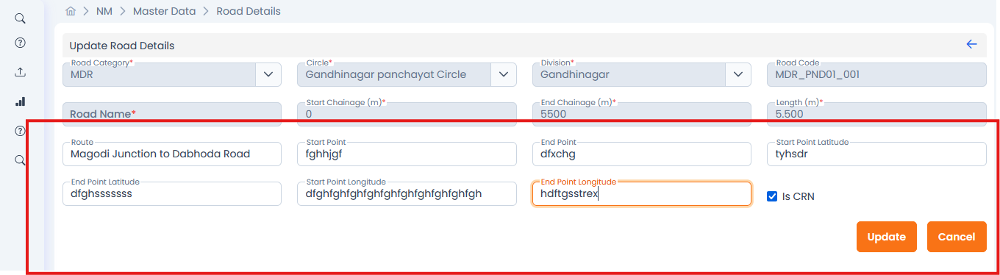 NM > Master Data > Road Details
Update Road Details
Road Category* Circle* Division* Road Code
MDR Gandhinagar panchayat Circle Gandhinagar MDR_PND01_001
Start Chainage (m)* End Chainage (m)* Length (m)*
Road Name* 0 5500 5.500
Route Start Point End Point Start Point Latitude
Magodi Junction to Dabhoda Road fghhjgf dfxchg tyhsdr
End Point Latitude Start Point Longitude End Point Longitude
dfghsssssss dfghfghfghfghfghfghfghfghfghfgh hdftgsstrex Is CRN
Update Cancel